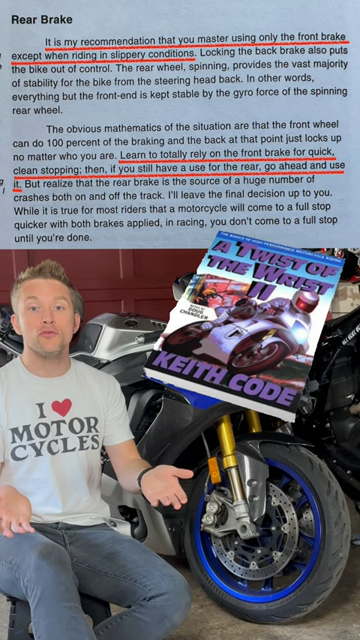 Rear Brake
It is my recommendation that you master using only the front brake
except when riding in slippery conditions. Locking the back brake also puts
the bike out of control. The rear wheel, spinning, provides the vast majority
of stability for the bike from the steering head back. In other words,
everything but the front-end is kept stable by the gyro force of the spinning
rear wheel.
The obvious mathematics of the situation are that the front wheel
can do 100 percent of the braking and the back at that point just locks up
no matter who you are. Learn to totally rely on the front brake for quick,
clean stopping; then, if you still have a use for the rear, go ahead and use
it. But realize that the rear brake is the source of a huge number of
crashes both on and off the track. I'll leave the final decision up to you.
While it is true for most riders that a motorcycle will come to a full stop
quicker with both brakes applied, in racing, you don't come to a full stop
until you're done.
A TWIST OF
THE WRIST
II
DOUG
CHANDLER
KEITH CODE
I
MOTOR
CYCLES